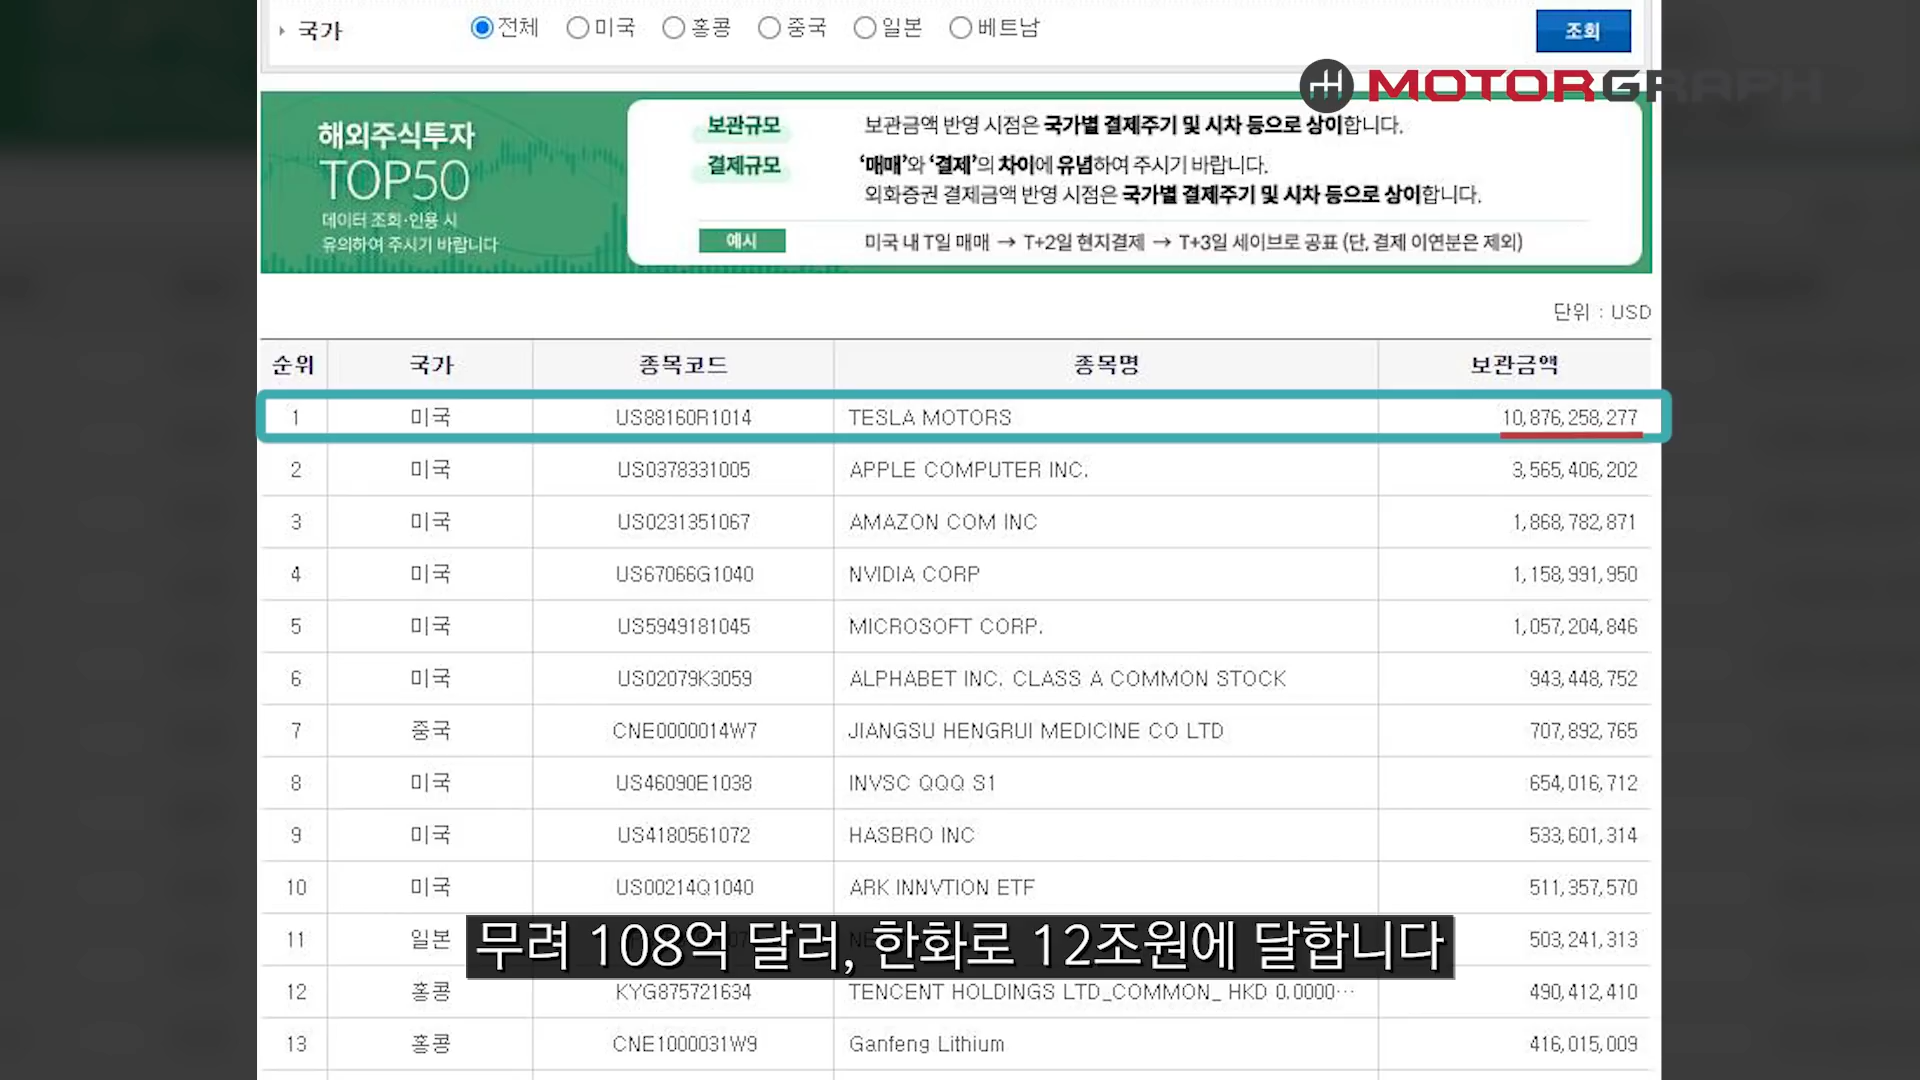 국가 전체 미국 홍콩 중국 일본 베트남 조회
MOTORGRAPH
해외주식투자
TOP50
데이터 조회·인용 시
유의하여 주시기 바랍니다
보관규모 보관금액 반영 시점은 국가별 결제주기 및 시차 등으로 상이합니다.
결제규모 ‘매매’와 ‘결제’의 차이에 유념하여 주시기 바랍니다.
외화증권 결제금액 반영 시점은 국가별 결제주기 및 시차 등으로 상이합니다.
예시 미국 내 T일 매매 → T+2일 현지결제 → T+3일 세이브로 공표 (단, 결제 이연분은 제외)
단위 : USD
순위 국가 종목코드 종목명 보관금액
1 미국 US88160R1014 TESLA MOTORS 10,876,258,277
2 미국 US0378331005 APPLE COMPUTER INC. 3,565,406,202
3 미국 US0231351067 AMAZON COM INC 1,868,782,871
4 미국 US67066G1040 NVIDIA CORP 1,158,991,950
5 미국 US5949181045 MICROSOFT CORP. 1,057,204,846
6 미국 US02079K3059 ALPHABET INC. CLASS A COMMON STOCK 943,448,752
7 중국 CNE0000014W7 JIANGSU HENGRUI MEDICINE CO LTD 707,892,765
8 미국 US46090E1038 INVSC QQQ S1 654,016,712
9 미국 US4180561072 HASBRO INC 533,601,314
10 미국 US00214Q1040 ARK INNVTION ETF 511,357,570
11 일본 503,241,313
무려 108억 달러, 한화로 12조원에 달합니다
12 홍콩 KYG875721634 TENCENT HOLDINGS LTD_COMMON_ HKD 0.0000…
490,412,410
13 홍콩 CNE1000031W9 Ganfeng Lithium 416,015,009